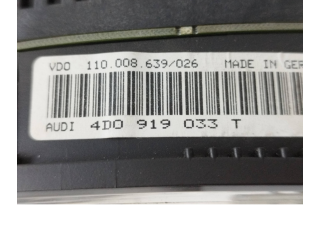 VDO 110.008.639/026 MADE IN GER
AUDI 4D0 919 033 T